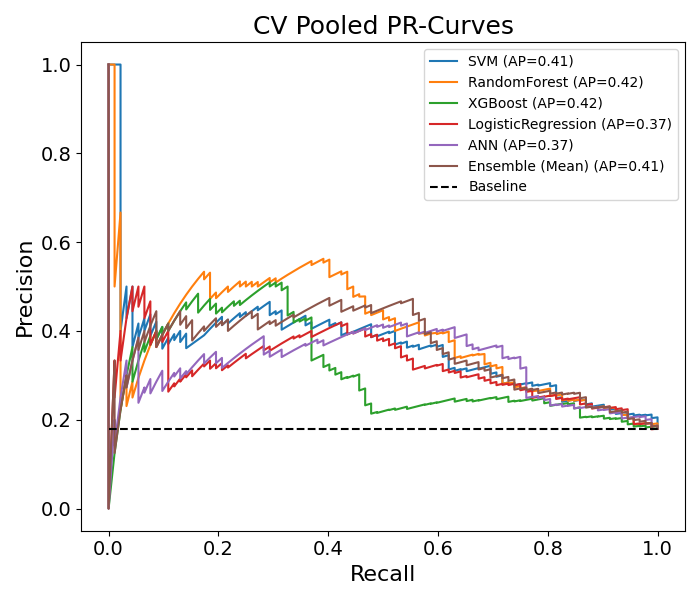 CV Pooled PR-Curves
SVM (AP=0.41)
RandomForest (AP=0.42)
XGBoost (AP=0.42)
LogisticRegression (AP=0.37)
ANN (AP=0.37)
Ensemble (Mean) (AP=0.41)
Baseline
Precision
1.0
0.8
0.6
0.4
0.2
0.0
0.0 0.2 0.4 0.6 0.8 1.0
Recall